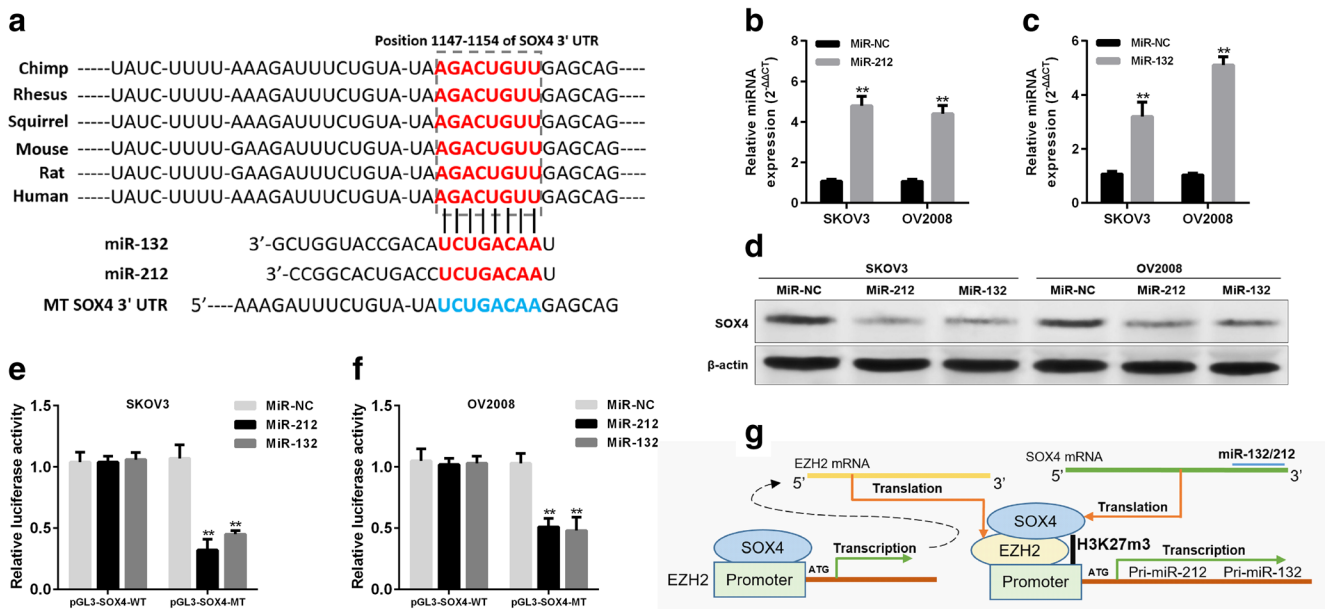 a
Position 1147-1154 of SOX4 3' UTR
Chimp -----UAUC-UUUU-AAAGAUUUCUGUA-UAAGACUGUUGAGCAG----
Rhesus -----UAUC-UUUU-AAAGAUUUCUGUA-UAAGACUGUUGAGCAG----
Squirrel -----UAUC-UUUU-AAAGAUUUCUGUA-UAAGACUGUUGAGCAG----
Mouse -----UAUC-UUUU-GAAGAUUUCUGUA-UAAGACUGUUGAGCAG----
Rat -----UAUC-UUUU-GAAGAUUUCUGUA-UAAGACUGUUGAGCAG----
Human -----UAUC-UUUU-AAAGAUUUCUGUA-UAAGACUGUUGAGCAG----
miR-132 3’-GCUGGUACCGACAUCUGACAAU
miR-212 3’-CCGGCACUGACCUCUGACAAU
MT SOX4 3' UTR 5’----AAAGAUUUCUGUA-UAUCUGACAAGAGCAG
b
Relative miRNA
expression (2-ΔΔCT)
8
6
4
2
0
MiR-NC
MiR-212
**
**
SKOV3 OV2008
c
Relative miRNA
expression (2-ΔΔCT)
6
4
2
0
MiR-NC
MiR-132
**
**
SKOV3 OV2008
d
SKOV3 OV2008
MiR-NC MiR-212 MiR-132 MiR-NC MiR-212 MiR-132
SOX4
β-actin
e
SKOV3
Relative luciferase activity
1.5
1.0
0.5
0.0
MiR-NC
MiR-212
MiR-132
** **
pGL3-SOX4-WT pGL3-SOX4-MT
f
OV2008
Relative luciferase activity
1.5
1.0
0.5
0.0
MiR-NC
MiR-212
MiR-132
** **
pGL3-SOX4-WT pGL3-SOX4-MT
g
EZH2 mRNA
5’ 3’
Translation
SOX4 mRNA
miR-132/212
5’ 3’
Translation
SOX4
EZH2 Promoter
ATG
Transcription
SOX4
EZH2
H3K27m3
Promoter
ATG
Transcription
Pri-miR-212 Pri-miR-132